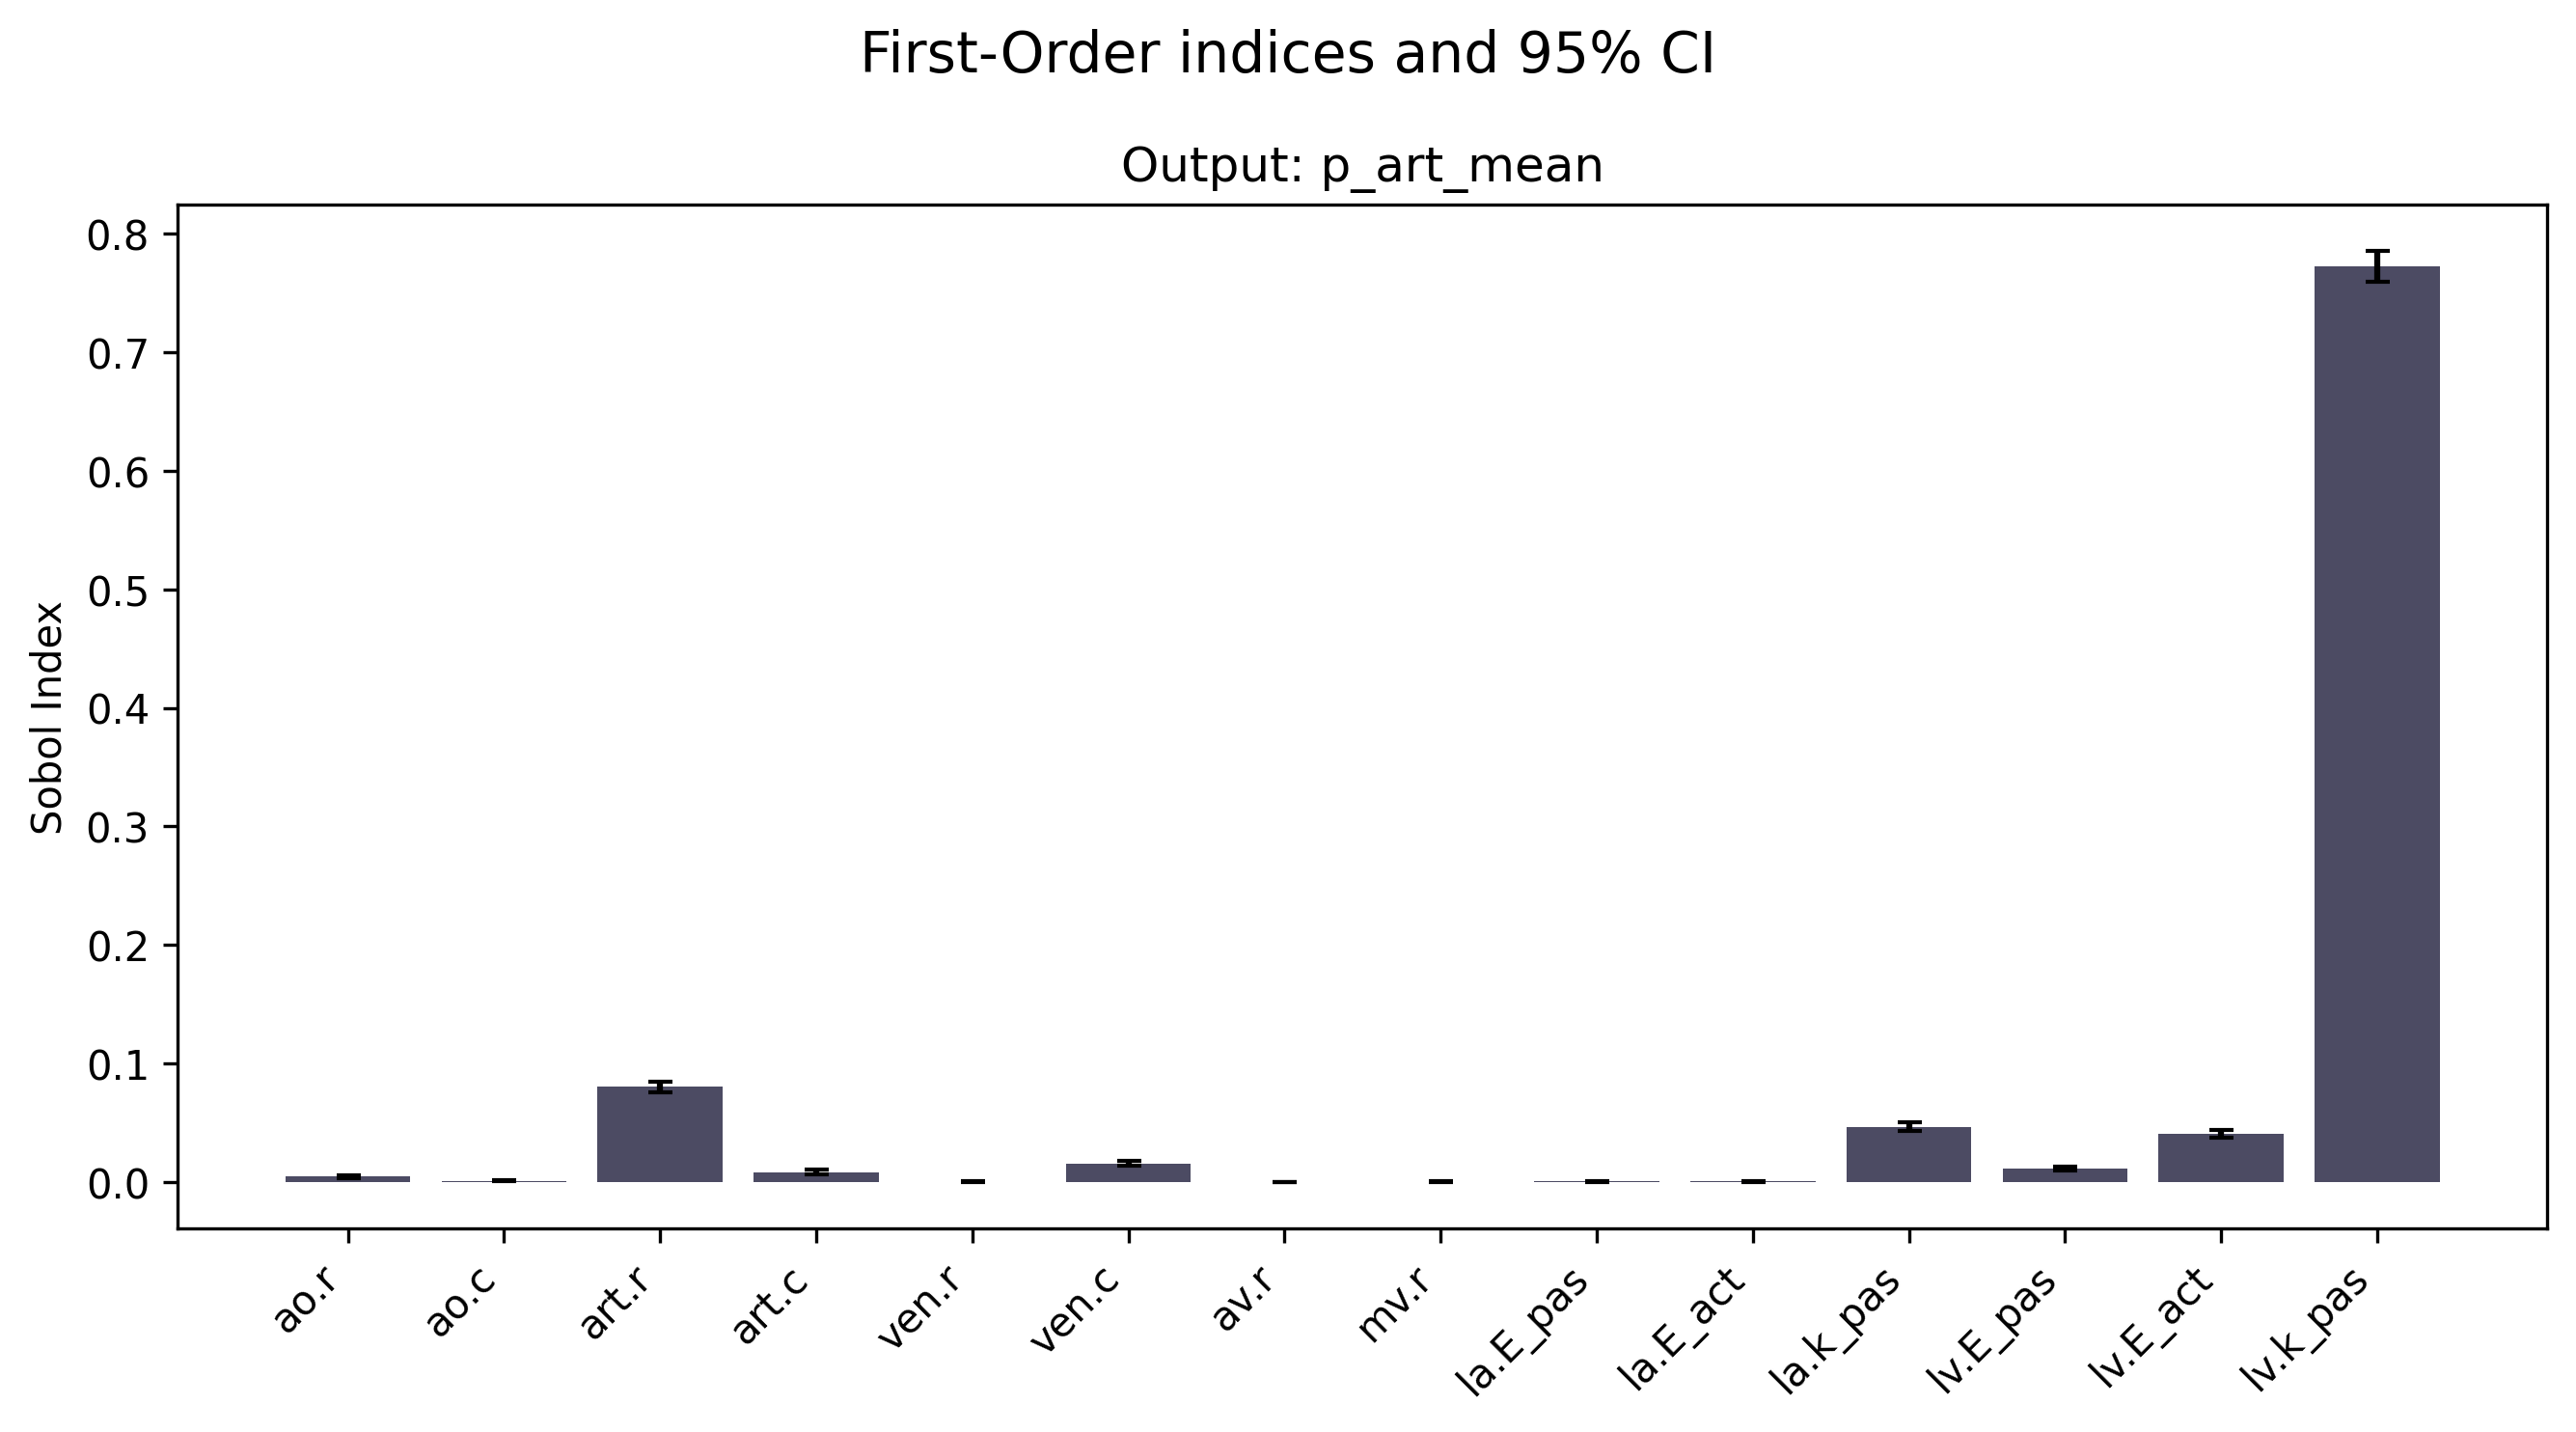 First-Order indices and 95% CI
Output: p_art_mean
Sobol Index
0.8
0.7
0.6
0.5
0.4
0.3
0.2
0.1
0.0
ao.r
ao.c
art.r
art.c
ven.r
ven.c
av.r
mv.r
la.E_pas
la.E_act
la.k_pas
lv.E_pas
lv.E_act
lv.k_pas